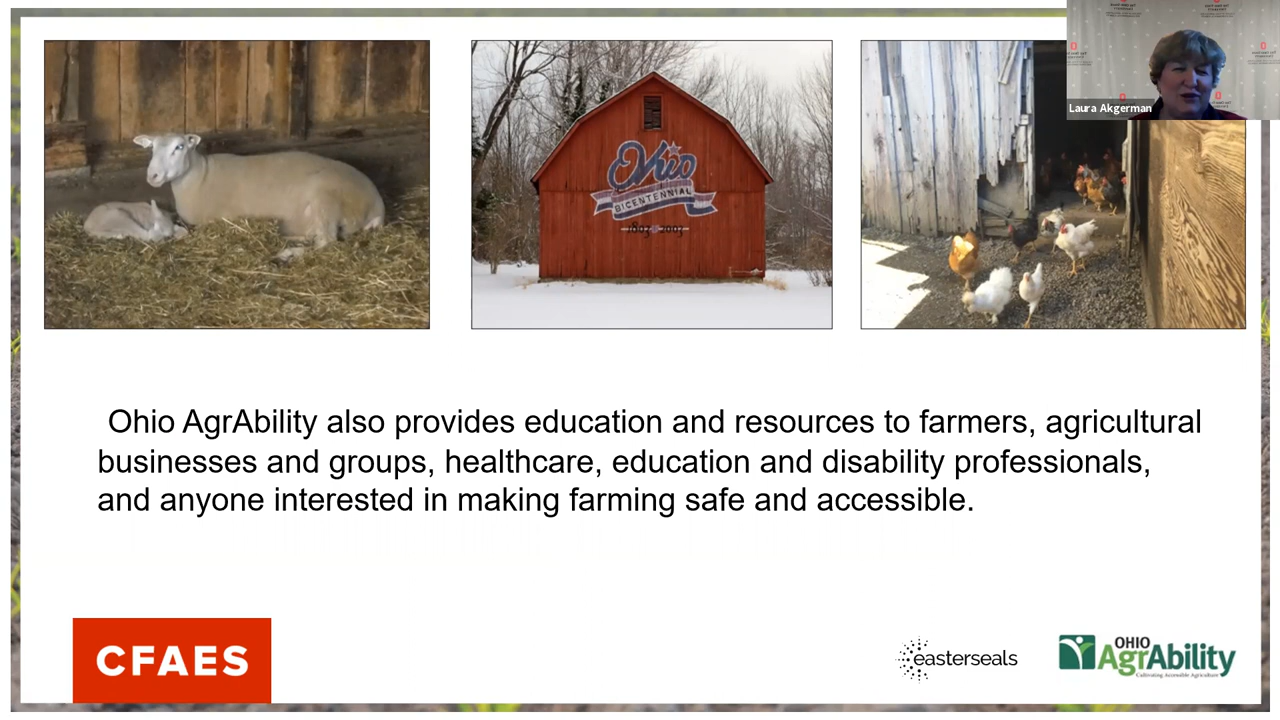 Laura Akgerman
Ohio
BICENTENNIAL
1803 2003
Ohio AgrAbility also provides education and resources to farmers, agricultural
businesses and groups, healthcare, education and disability professionals,
and anyone interested in making farming safe and accessible.
CFAES
easterseals
OHIO
AgrAbility
Cultivating Accessible Agriculture